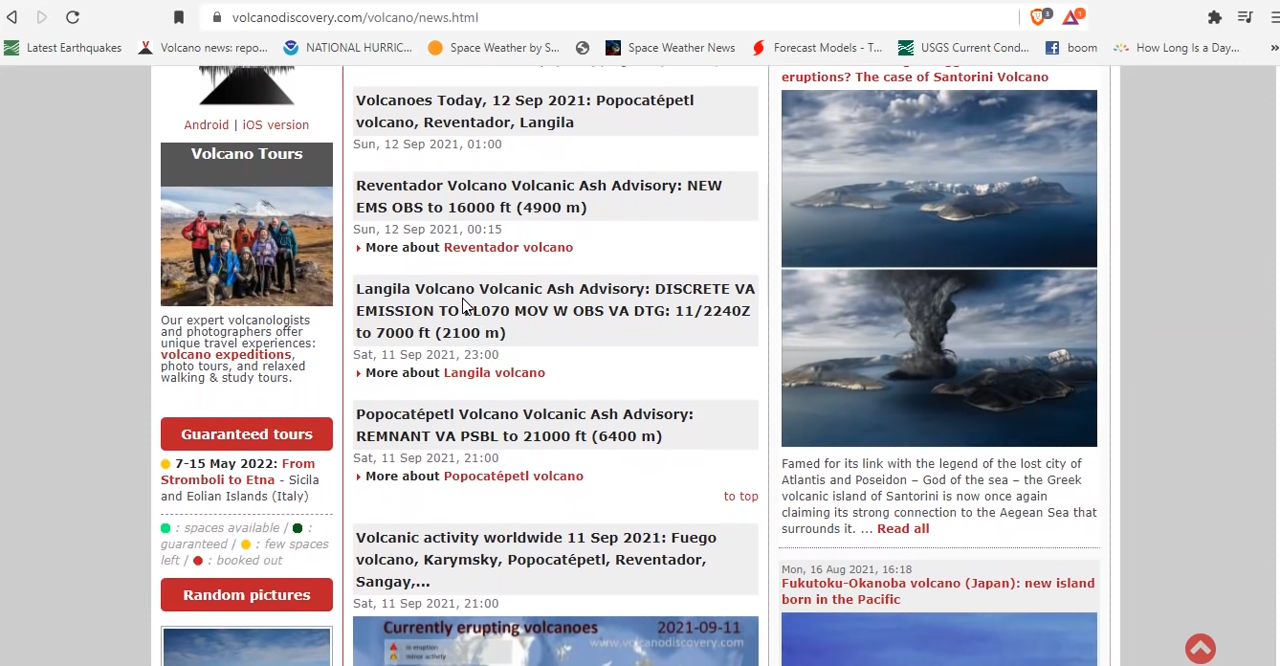 volcanodiscovery.com/volcano/news.html
3
1
Latest Earthquakes
Volcano news: repo...
NATIONAL HURRIC...
Space Weather by S...
Space Weather News
Forecast Models - T...
USGS Current Cond...
boom
How Long Is a Day...
»
Android | iOS version
Volcano Tours
Our expert volcanologists
and photographers offer
unique travel experiences:
volcano expeditions,
photo tours, and relaxed
walking & study tours.
Guaranteed tours
7-15 May 2022: From
Stromboli to Etna - Sicila
and Eolian Islands (Italy)
: spaces available / :
guaranteed / : few spaces
left / : booked out
Random pictures
Volcanoes Today, 12 Sep 2021: Popocatépetl
volcano, Reventador, Langila
Sun, 12 Sep 2021, 01:00
Reventador Volcano Volcanic Ash Advisory: NEW
EMS OBS to 16000 ft (4900 m)
Sun, 12 Sep 2021, 00:15
More about Reventador volcano
Langila Volcano Volcanic Ash Advisory: DISCRETE VA
EMISSION TO L070 MOV W OBS VA DTG: 11/2240Z
to 7000 ft (2100 m)
Sat, 11 Sep 2021, 23:00
More about Langila volcano
Popocatépetl Volcano Volcanic Ash Advisory:
REMNANT VA PSBL to 21000 ft (6400 m)
Sat, 11 Sep 2021, 21:00
More about Popocatépetl volcano
to top
Volcanic activity worldwide 11 Sep 2021: Fuego
volcano, Karymsky, Popocatépetl, Reventador,
Sangay,...
Sat, 11 Sep 2021, 21:00
Currently erupting volcanoes 2021-09-11
www.volcanodiscovery.com
in eruption
minor activity
eruptions? The case of Santorini Volcano
Famed for its link with the legend of the lost city of
Atlantis and Poseidon – God of the sea – the Greek
volcanic island of Santorini is now once again
claiming its strong connection to the Aegean Sea that
surrounds it. ... Read all
Mon, 16 Aug 2021, 16:18
Fukutoku-Okanoba volcano (Japan): new island
born in the Pacific